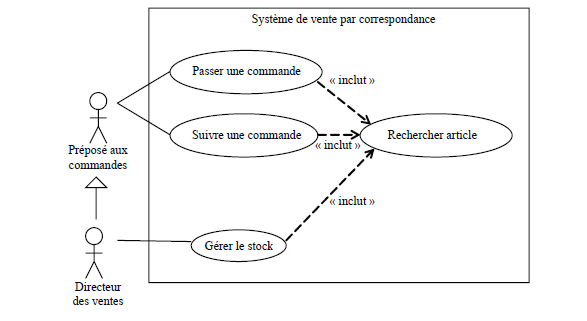 Système de vente par correspondance
Passer une commande
« inclut »
Suivre une commande
« inclut »
Rechercher article
Préposé aux
commandes
« inclut »
Gérer le stock
Directeur
des ventes